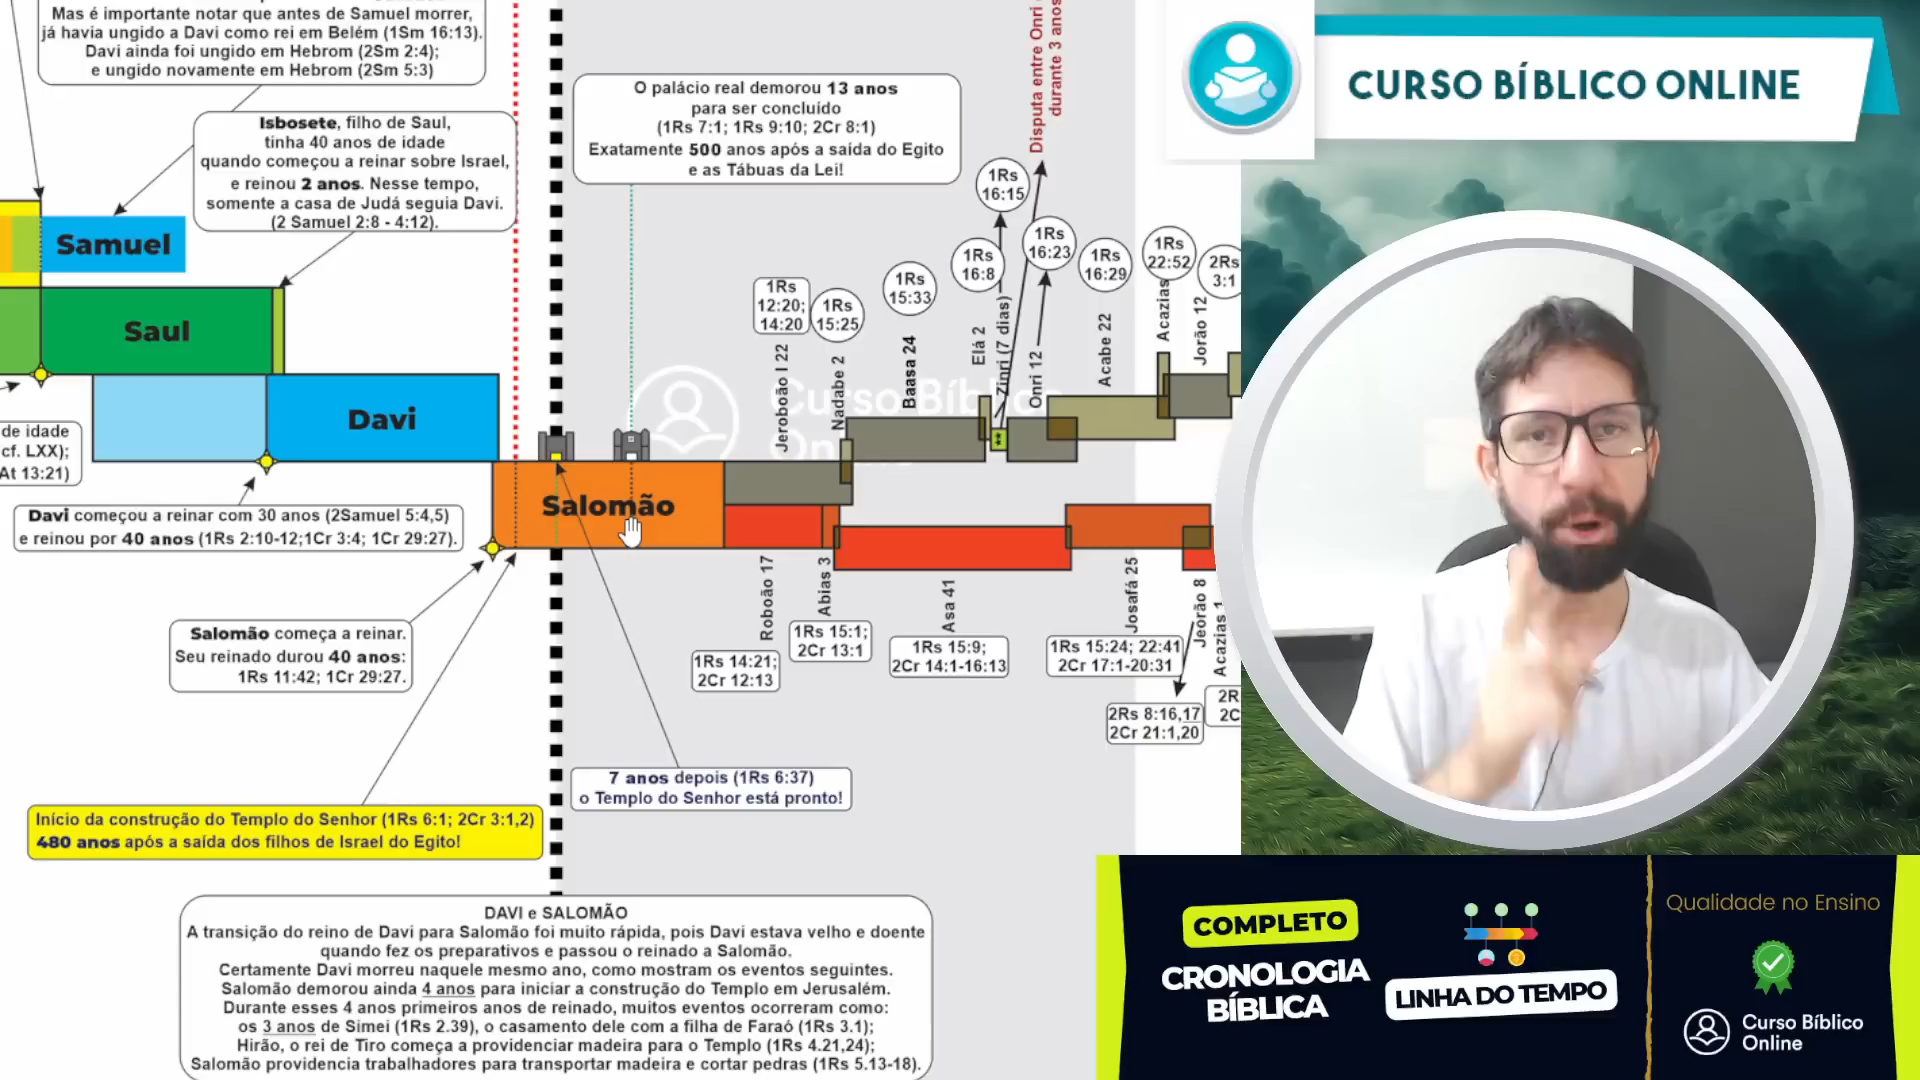 Mas é importante notar que antes de Samuel morrer,
já havia ungido a Davi como rei em Belém (1Sm 16:13).
Davi ainda foi ungido em Hebrom (2Sm 2:4);
e ungido novamente em Hebrom (2Sm 5:3)
Isbosete, filho de Saul,
tinha 40 anos de idade
quando começou a reinar sobre Israel,
e reinou 2 anos. Nesse tempo,
somente a casa de Judá seguia Davi.
(2 Samuel 2:8 - 4:12).
Samuel
Saul
Davi
Salomão
de idade
cf. LXX);
At 13:21)
Davi começou a reinar com 30 anos (2Samuel 5:4,5)
e reinou por 40 anos (1Rs 2:10-12;1Cr 3:4; 1Cr 29:27).
Salomão começa a reinar.
Seu reinado durou 40 anos:
1Rs 11:42; 1Cr 29:27.
Início da construção do Templo do Senhor (1Rs 6:1; 2Cr 3:1,2)
480 anos após a saída dos filhos de Israel do Egito!
O palácio real demorou 13 anos
para ser concluído
(1Rs 7:1; 1Rs 9:10; 2Cr 8:1)
Exatamente 500 anos após a saída do Egito
e as Tábuas da Lei!
Disputa entre Onri
durante 3 anos
1Rs
12:20;
14:20
1Rs
15:25
1Rs
15:33
1Rs
16:8
1Rs
16:15
1Rs
16:23
1Rs
16:29
1Rs
22:52
2Rs
3:1
Jeroboão I 22
Nadabe 2
Baasa 24
Elá 2
Zinri (7 dias)
Onri 12
Acabe 22
Acazias
Jorão 12
Curso Bíblico
Online
Roboão 17
Abias 3
Asa 41
Josafá 25
Jeorão 8
Acazias 1
1Rs 14:21;
2Cr 12:13
1Rs 15:1;
2Cr 13:1
1Rs 15:9;
2Cr 14:1-16:13
1Rs 15:24; 22:41
2Cr 17:1-20:31
2Rs 8:16,17
2Cr 21:1,20
2R
2C
7 anos depois (1Rs 6:37)
o Templo do Senhor está pronto!
DAVI e SALOMÃO
A transição do reino de Davi para Salomão foi muito rápida, pois Davi estava velho e doente
quando fez os preparativos e passou o reinado a Salomão.
Certamente Davi morreu naquele mesmo ano, como mostram os eventos seguintes.
Salomão demorou ainda 4 anos para iniciar a construção do Templo em Jerusalém.
Durante esses 4 anos primeiros anos de reinado, muitos eventos ocorreram como:
os 3 anos de Simei (1Rs 2.39), o casamento dele com a filha de Faraó (1Rs 3.1);
Hirão, o rei de Tiro começa a providenciar madeira para o Templo (1Rs 4.21,24);
Salomão providencia trabalhadores para transportar madeira e cortar pedras (1Rs 5.13-18).
CURSO BÍBLICO ONLINE
COMPLETO
CRONOLOGIA
BÍBLICA
LINHA DO TEMPO
Qualidade no Ensino
Curso Bíblico
Online